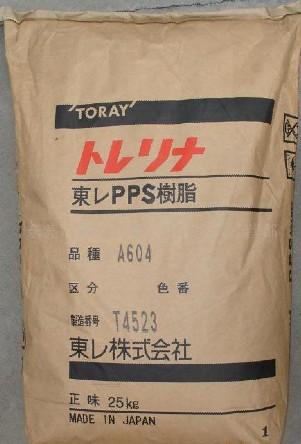 TORAY
トレリナ
東レPPS樹脂
品種 A604
区分 色番
製造番号 T4523
東レ株式会社
正味 25kg
MADE IN JAPAN
1